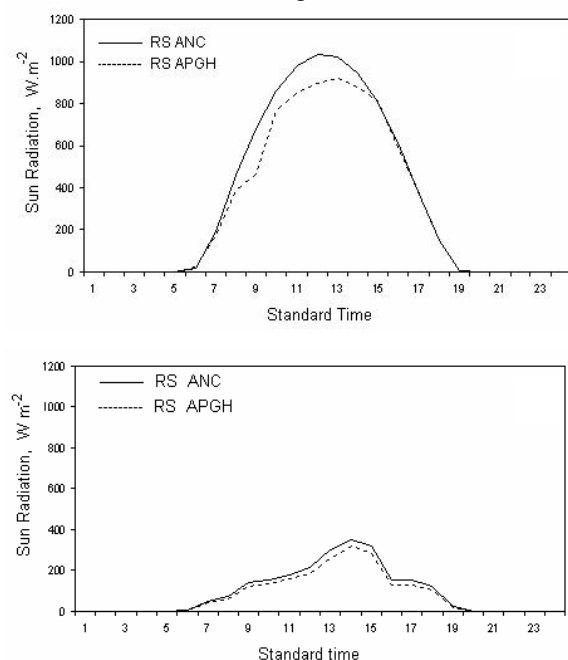 1200
RS ANC
1000
RS APGH
800
600
400
200
0
Sun Radiation, W.m-2
1 3 5 7 9 11 13 15 17 19 21 23
Standard Time
1200
RS ANC
1000
RS APGH
800
600
400
200
0
Sun Radiation, W m-2
1 3 5 7 9 11 13 15 17 19 21 23
Standard time